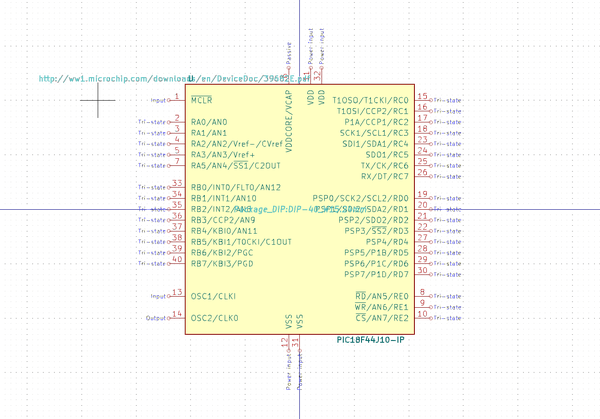 Passive
Power input
Power input
http://ww1.microchip.com/downloads/en/DeviceDoc/39682E.pdf
U
11
32
VDDCORE/VCAP
VDD
VDD
Input 1 MCLR
T1OSO/T1CKI/RC0 15 Tri-state
T1OSI/CCP2/RC1 16 Tri-state
Tri-state 2 RA0/AN0
P1A/CCP1/RC2 17 Tri-state
Tri-state 3 RA1/AN1
SCK1/SCL1/RC3 18 Tri-state
Tri-state 4 RA2/AN2/Vref-/CVref
SDI1/SDA1/RC4 23 Tri-state
Tri-state 5 RA3/AN3/Vref+
SDO1/RC5 24 Tri-state
Tri-state 7 RA5/AN4/SS1/C2OUT
TX/CK/RC6 25 Tri-state
RX/DT/RC7 26 Tri-state
Tri-state 33 RB0/INT0/FLT0/AN12
Tri-state 34 RB1/INT1/AN10
PSP0/SCK2/SCL2/RD0 19 Tri-state
Tri-state 35 RB2/INT2/AN8
PSP1/SDI2/SDA2/RD1 20 Tri-state
Tri-state 36 RB3/CCP2/AN9
PSP2/SDO2/RD2 21 Tri-state
Tri-state 37 RB4/KBI0/AN11
PSP3/SS2/RD3 22 Tri-state
Tri-state 38 RB5/KBI1/T0CKI/C1OUT
PSP4/RD4 27 Tri-state
Tri-state 39 RB6/KBI2/PGC
PSP5/P1B/RD5 28 Tri-state
Tri-state 40 RB7/KBI3/PGD
PSP6/P1C/RD6 29 Tri-state
PSP7/P1D/RD7 30 Tri-state
Input 13 OSC1/CLKI
RD/AN5/RE0 8 Tri-state
WR/AN6/RE1 9 Tri-state
Output 14 OSC2/CLKO
CS/AN7/RE2 10 Tri-state
VSS
VSS
12
31
PIC18F44J10-IP
Power input
Power input